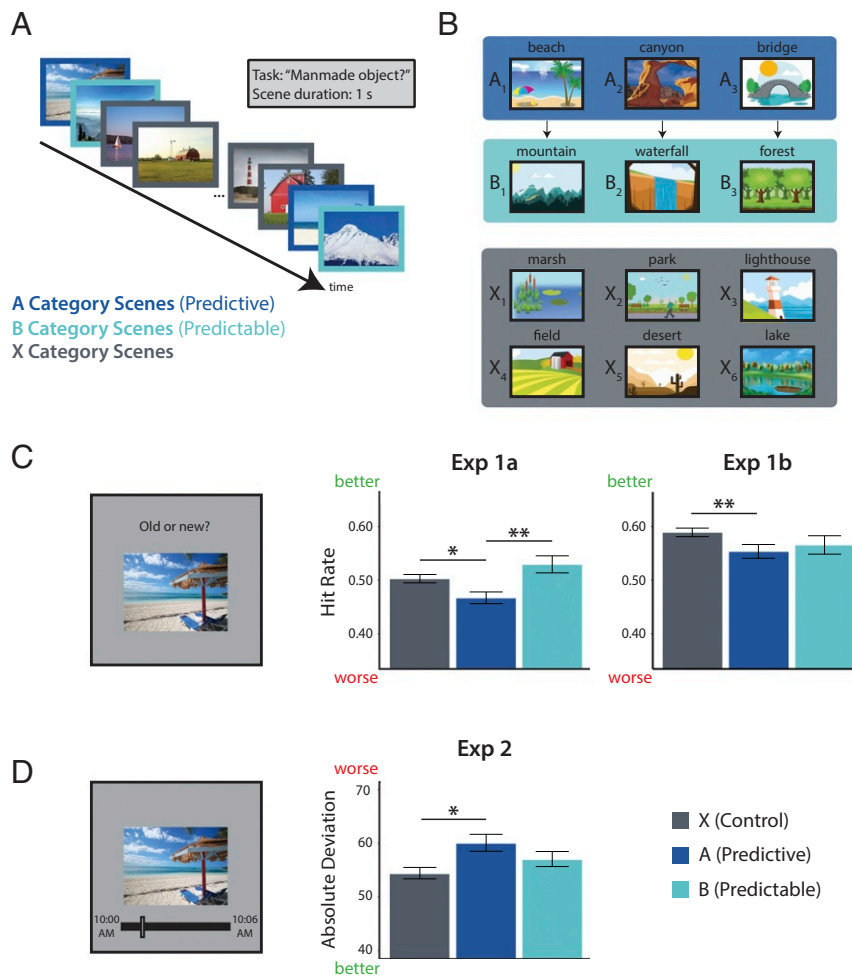 A
Task: “Manmade object?”
Scene duration: 1 s
...
time
A Category Scenes (Predictive)
B Category Scenes (Predictable)
X Category Scenes
B
beach canyon bridge
A1 A2 A3
mountain waterfall forest
B1 B2 B3
marsh park lighthouse
X1 X2 X3
field desert lake
X4 X5 X6
C
Old or new?
Exp 1a
better
Hit Rate
0.60
0.50
0.40
* **
worse
Exp 1b
better
0.60
0.50
0.40
**
worse
D
10:00 AM
10:06 AM
Exp 2
worse
Absolute Deviation
70
60
50
40
*
better
X (Control)
A (Predictive)
B (Predictable)